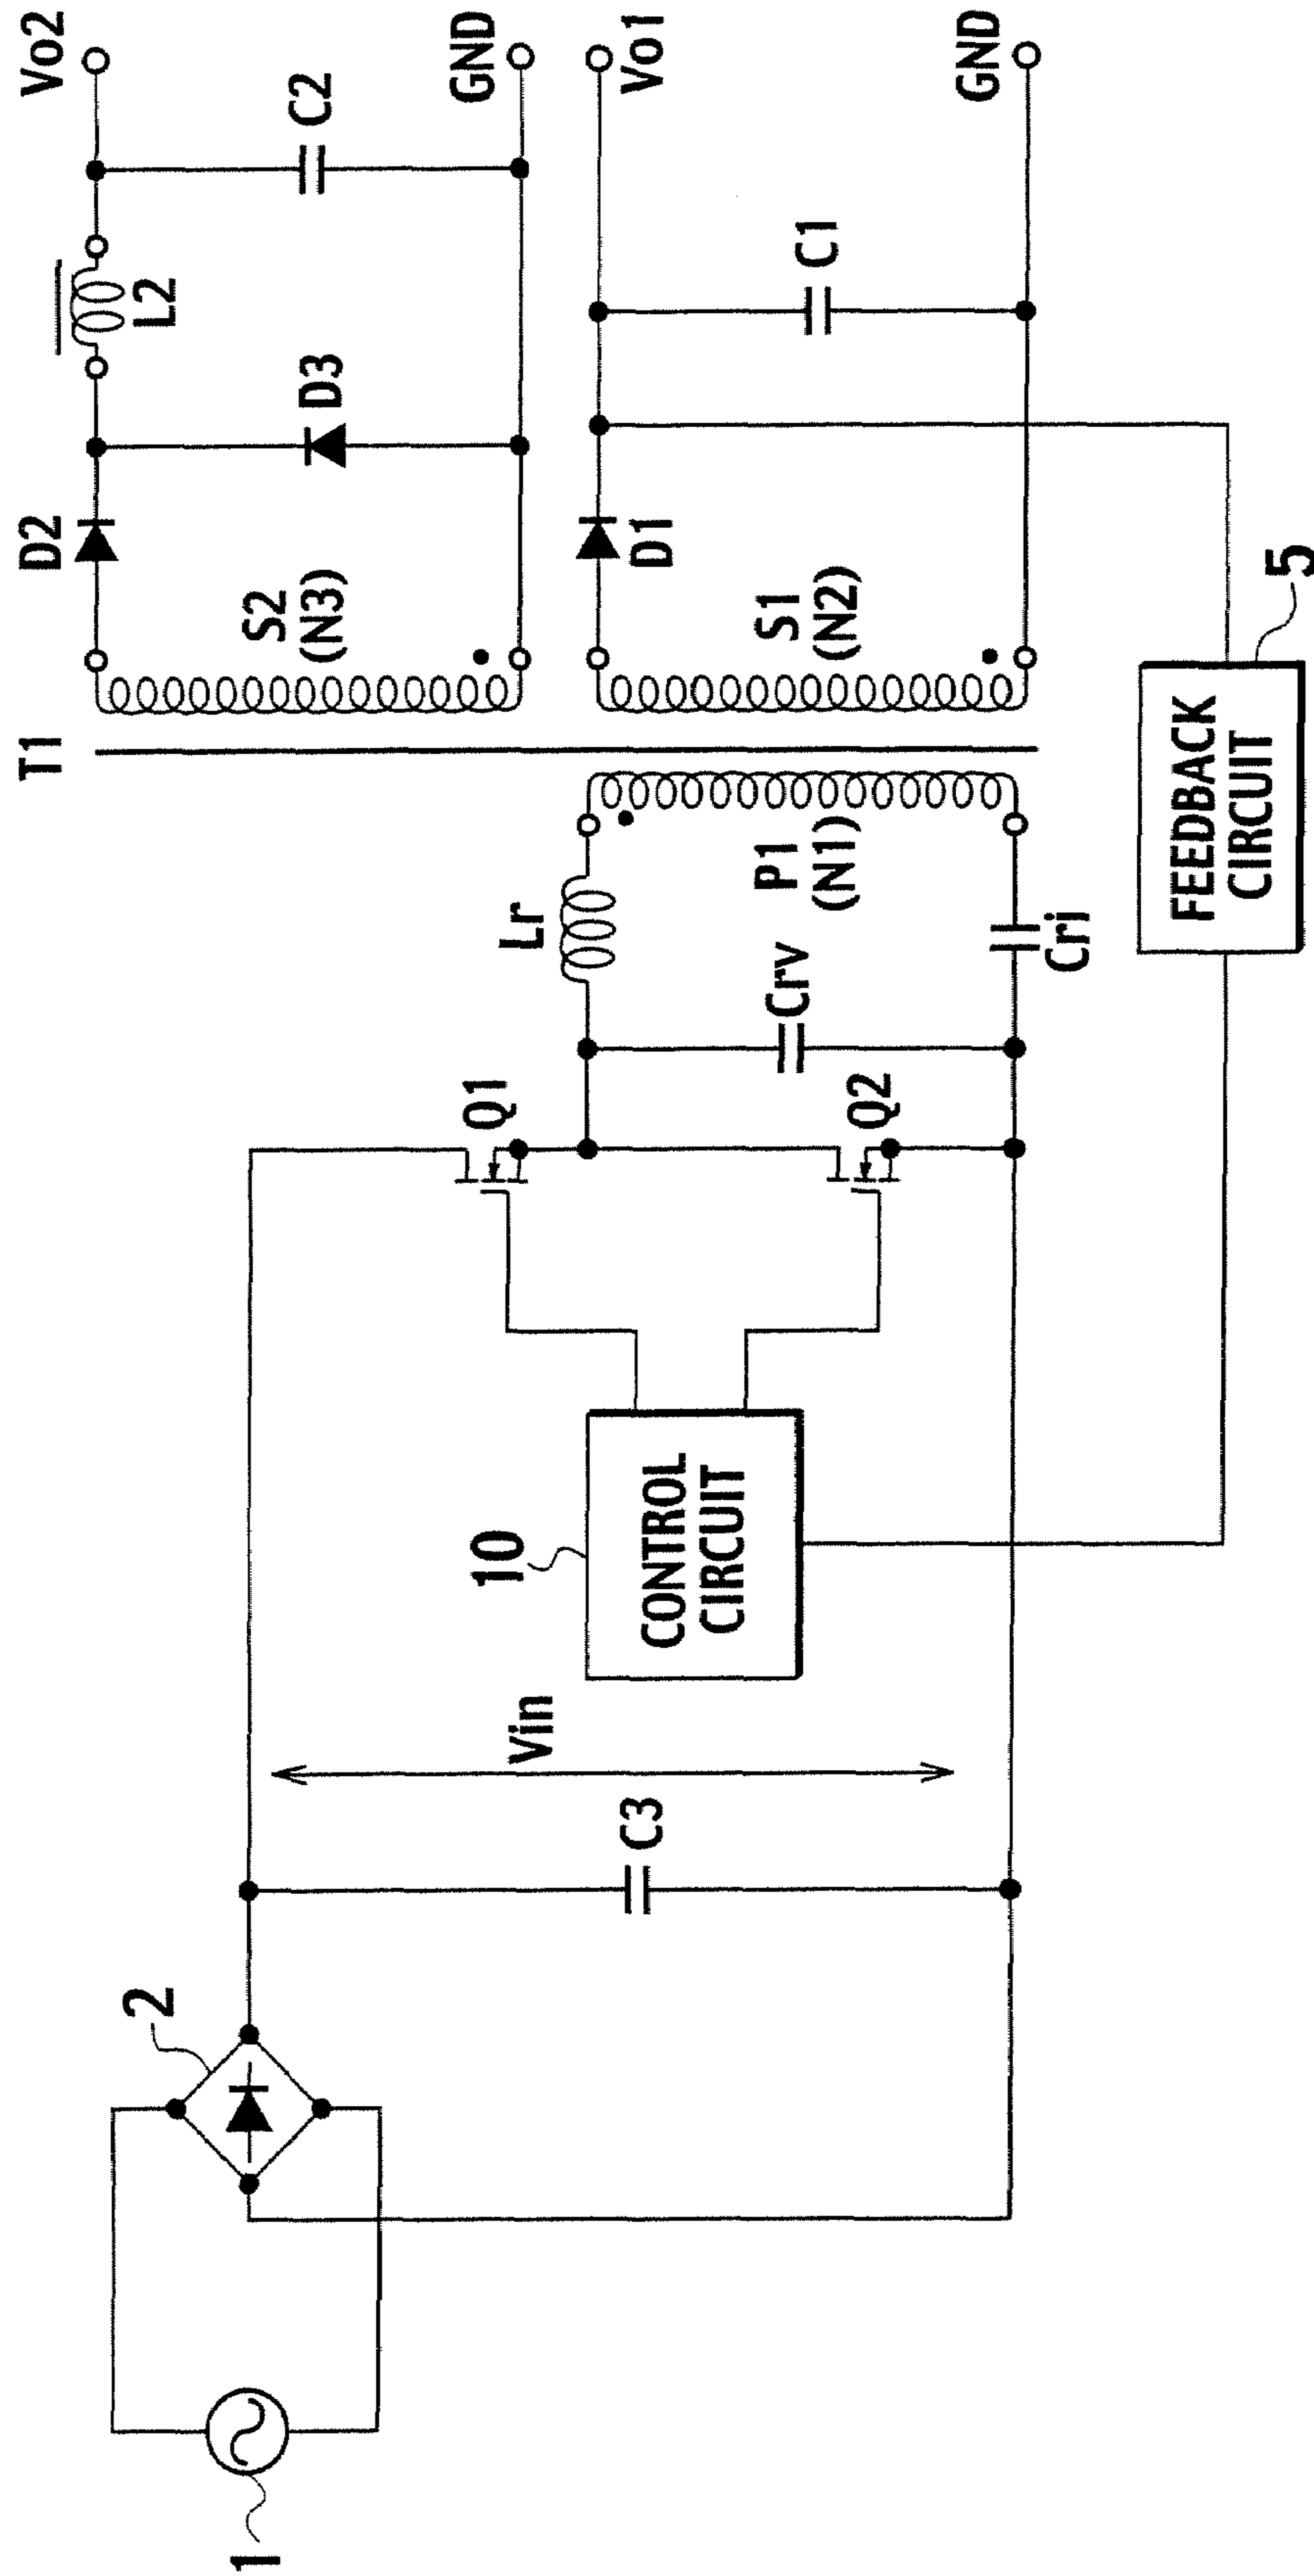 1
2
C3
Vin
10
CONTROL
CIRCUIT
Q1
Q2
Lr
Crv
Cri
P1
(N1)
T1
S2
(N3)
S1
(N2)
D2
D3
L2
C2
Vo2
GND
D1
C1
Vo1
GND
FEEDBACK
CIRCUIT
5